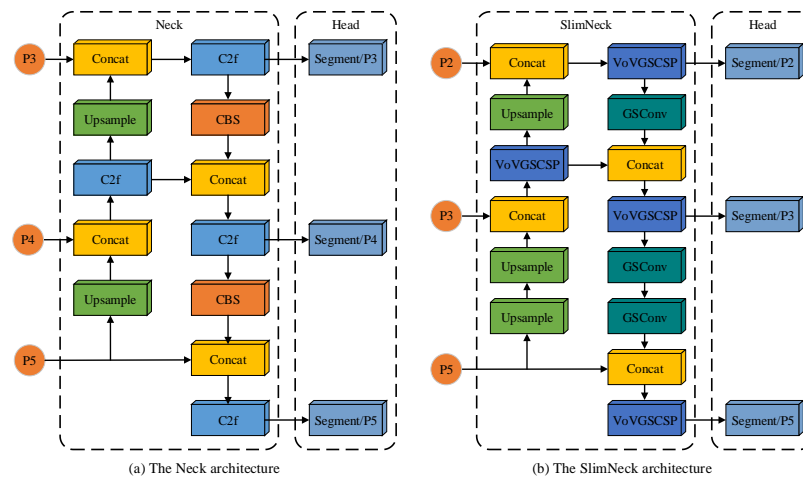 Neck
Head
P3
Concat
C2f
Segment/P3
Upsample
CBS
C2f
Concat
P4
Concat
C2f
Segment/P4
Upsample
CBS
P5
Concat
C2f
Segment/P5
(a) The Neck architecture
SlimNeck
Head
P2
Concat
VoVGSCSP
Segment/P2
Upsample
GSConv
VoVGSCSP
Concat
P3
Concat
VoVGSCSP
Segment/P3
Upsample
GSConv
Upsample
GSConv
P5
Concat
VoVGSCSP
Segment/P5
(b) The SlimNeck architecture